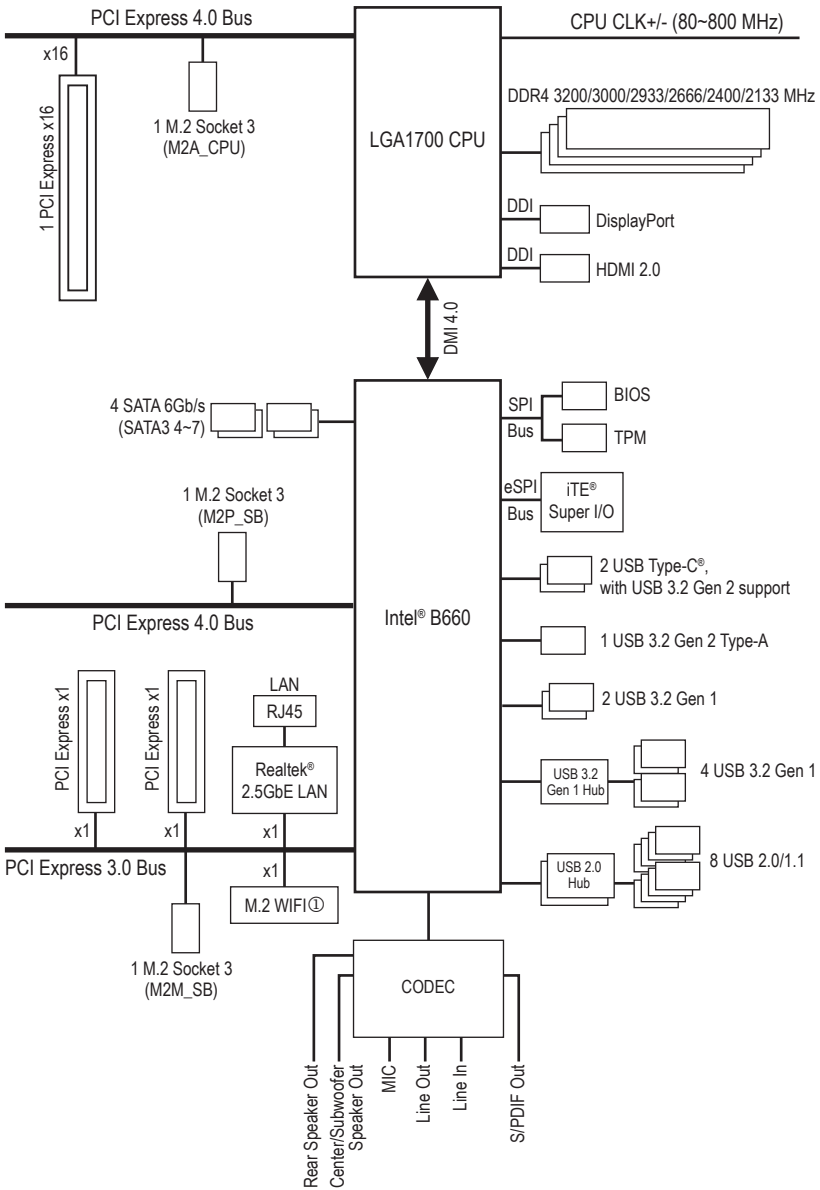 PCI Express 4.0 Bus
CPU CLK+/- (80~800 MHz)
x16
1 PCI Express x16
1 M.2 Socket 3
(M2A_CPU)
LGA1700 CPU
DDR4 3200/3000/2933/2666/2400/2133 MHz
DDI
DisplayPort
DDI
HDMI 2.0
DMI 4.0
4 SATA 6Gb/s
(SATA3 4~7)
SPI
Bus
BIOS
TPM
eSPI
Bus
iTE®
Super I/O
1 M.2 Socket 3
(M2P_SB)
2 USB Type-C®,
with USB 3.2 Gen 2 support
PCI Express 4.0 Bus
Intel® B660
1 USB 3.2 Gen 2 Type-A
2 USB 3.2 Gen 1
PCI Express x1
x1
PCI Express x1
x1
LAN
RJ45
Realtek®
2.5GbE LAN
x1
USB 3.2
Gen 1 Hub
4 USB 3.2 Gen 1
PCI Express 3.0 Bus
x1
M.2 WIFI①
USB 2.0
Hub
8 USB 2.0/1.1
1 M.2 Socket 3
(M2M_SB)
CODEC
Rear Speaker Out
Center/Subwoofer
Speaker Out
MIC
Line Out
Line In
S/PDIF Out